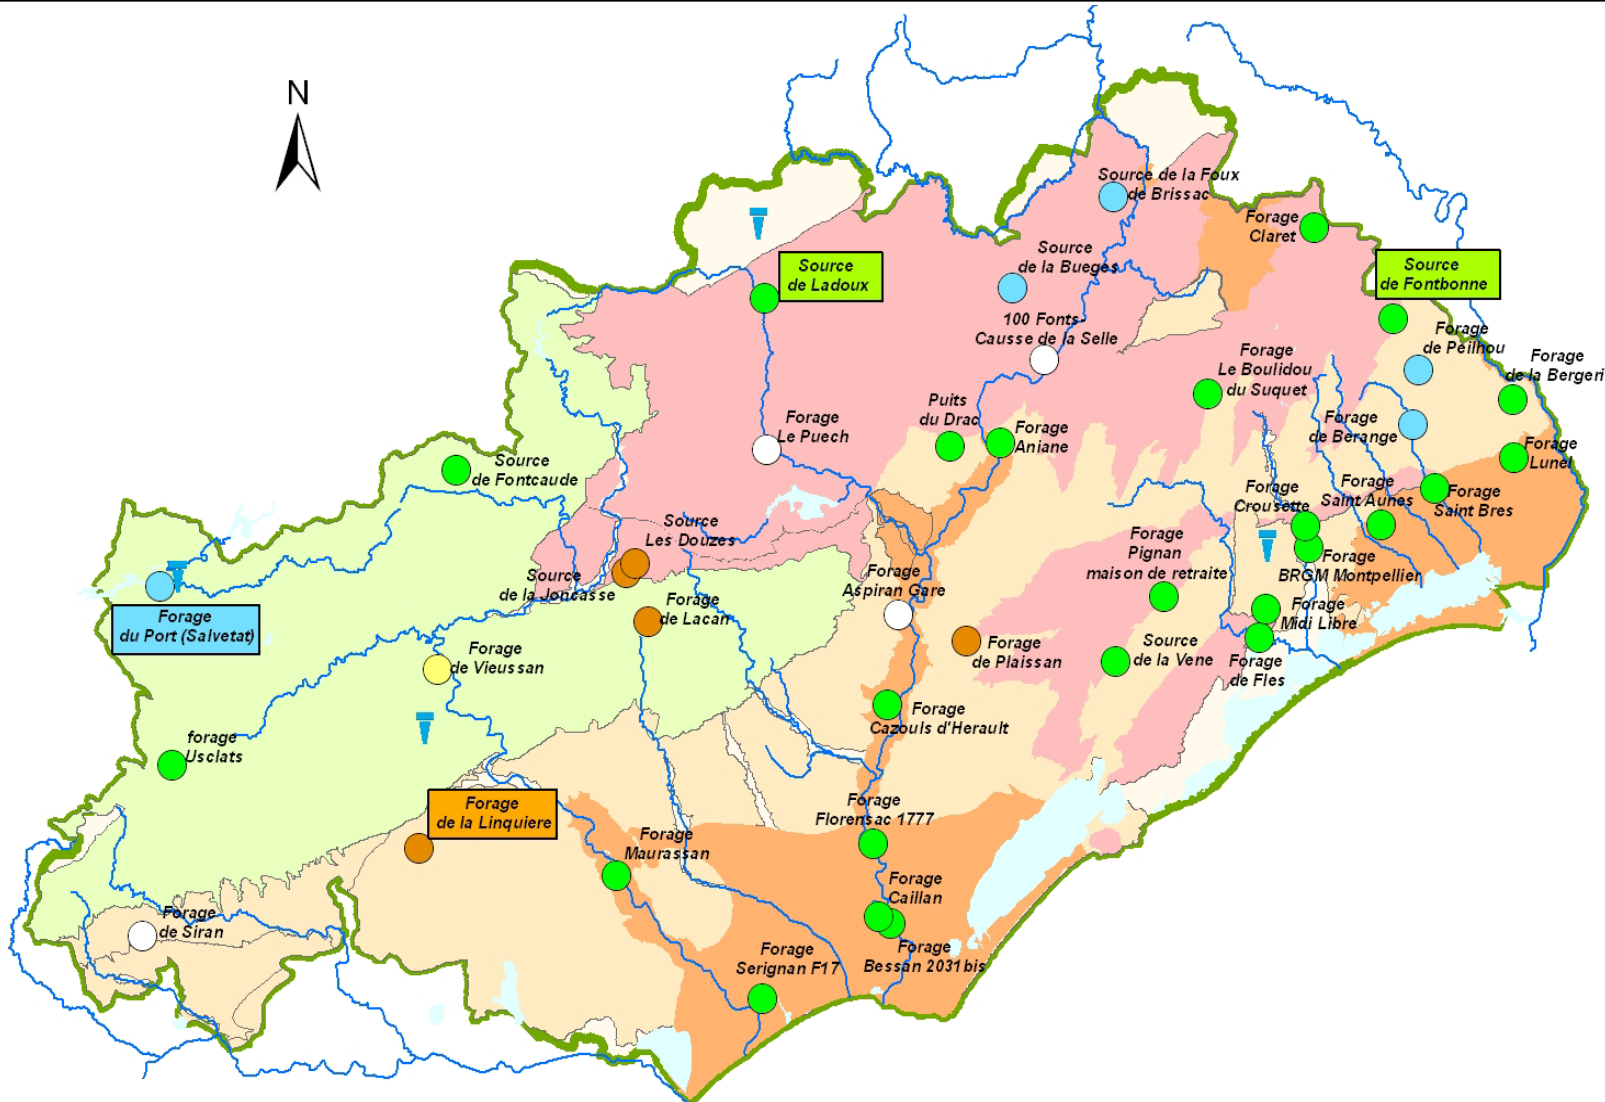 N
Source de la Foux
de Brissac
Forage
Claret
Source
de la Bueges
Source
de Ladoux
Source
de Fontbonne
100 Fonts-
Causse de la Selle
Forage
de Peilhou
Forage
Le Boulidou
du Suquet
Forage
de la Bergeri
Puits
du Drac
Forage
Le Puech
Forage
Aniane
Forage
de Berange
Forage
Lunel
Source
de Fontcaude
Forage
Crousette
Forage
Saint Aunes
Forage
Saint Bres
Source
Les Douzes
Forage
Pignan
maison de retraite
Forage
BRGM Montpellier
Source
de la Joncasse
Forage
Aspiran Gare
Forage
de Lacan
Forage
Midi Libre
Forage
du Port (Salvetat)
Forage
de Plaissan
Source
de la Vene
Forage
de Fles
Forage
de Vieussan
Forage
Cazouls d'Herault
forage
Usclats
Forage
de la Linquiere
Forage
Florensac 1777
Forage
Maurassan
Forage
Caillan
Forage
de Siran
Forage
Serignan F17
Forage
Bessan 2031bis